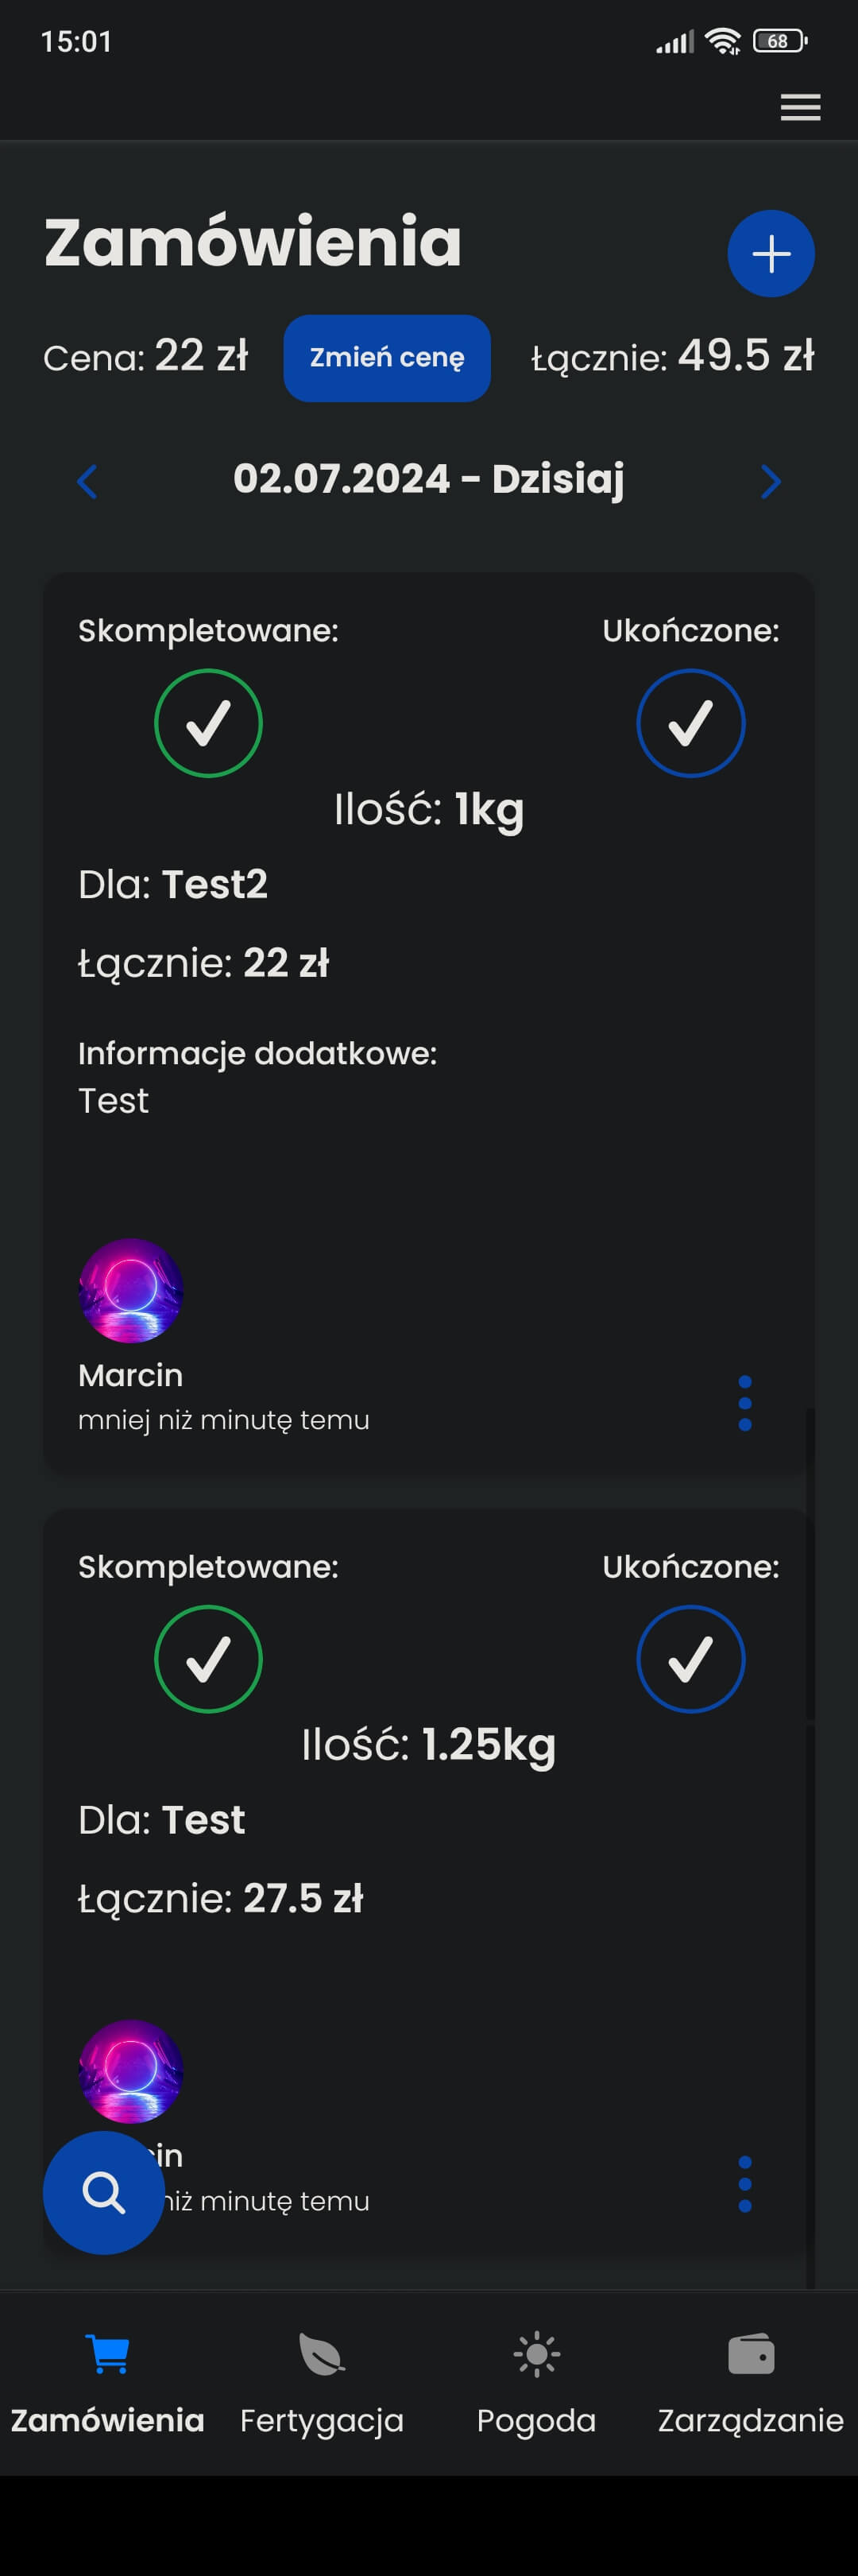 15:01
68
Zamówienia
Cena: 22 zł Zmień cenę Łącznie: 49.5 zł
02.07.2024 - Dzisiaj
Skompletowane: Ukończone:
Ilość: 1kg
Dla: Test2
Łącznie: 22 zł
Informacje dodatkowe:
Test
Marcin
mniej niż minutę temu
Skompletowane: Ukończone:
Ilość: 1.25kg
Dla: Test
Łącznie: 27.5 zł
in
niż minutę temu
Zamówienia Fertygacja Pogoda Zarządzanie